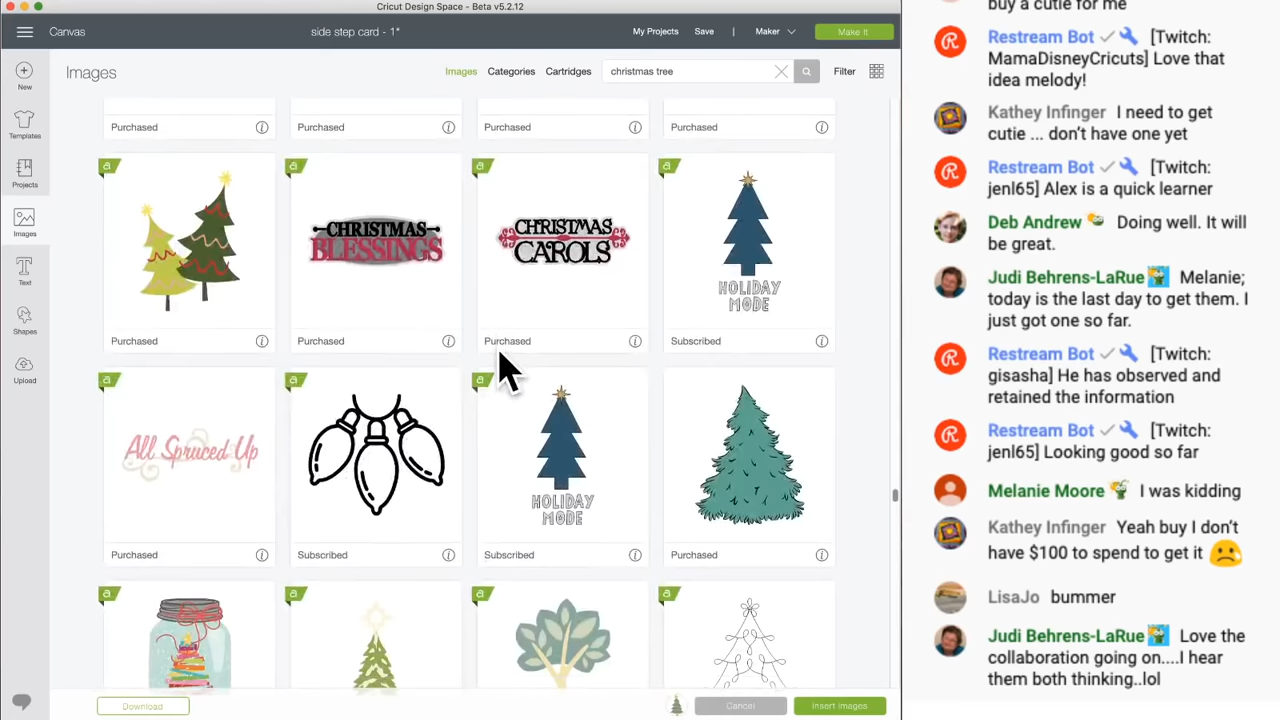 Cricut Design Space - Beta v5.2.12
Canvas
side step card - 1*
My Projects
Save
|
Maker
Make It
New
Templates
Projects
Images
Text
Shapes
Upload
Images
Images
Categories
Cartridges
christmas tree
Filter
Purchased
Purchased
Purchased
Purchased
CHRISTMAS
BLESSINGS
CHRISTMAS
CAROLS
HOLIDAY
MODE
Purchased
Purchased
Purchased
Subscribed
All Spruced Up
HOLIDAY
MODE
Purchased
Subscribed
Subscribed
Purchased
Download
Cancel
Insert Images
buy a cutie for me
Restream Bot [Twitch:
MamaDisneyCricuts] Love that
idea melody!
Kathey Infinger I need to get
cutie ... don't have one yet
Restream Bot [Twitch:
jenl65] Alex is a quick learner
Deb Andrew Doing well. It will
be great.
Judi Behrens-LaRue Melanie;
today is the last day to get them. I
just got one so far.
Restream Bot [Twitch:
gisasha] He has observed and
retained the information
Restream Bot [Twitch:
jenl65] Looking good so far
Melanie Moore I was kidding
Kathey Infinger Yeah buy I don't
have $100 to spend to get it
LisaJo bummer
Judi Behrens-LaRue Love the
collaboration going on....I hear
them both thinking..lol